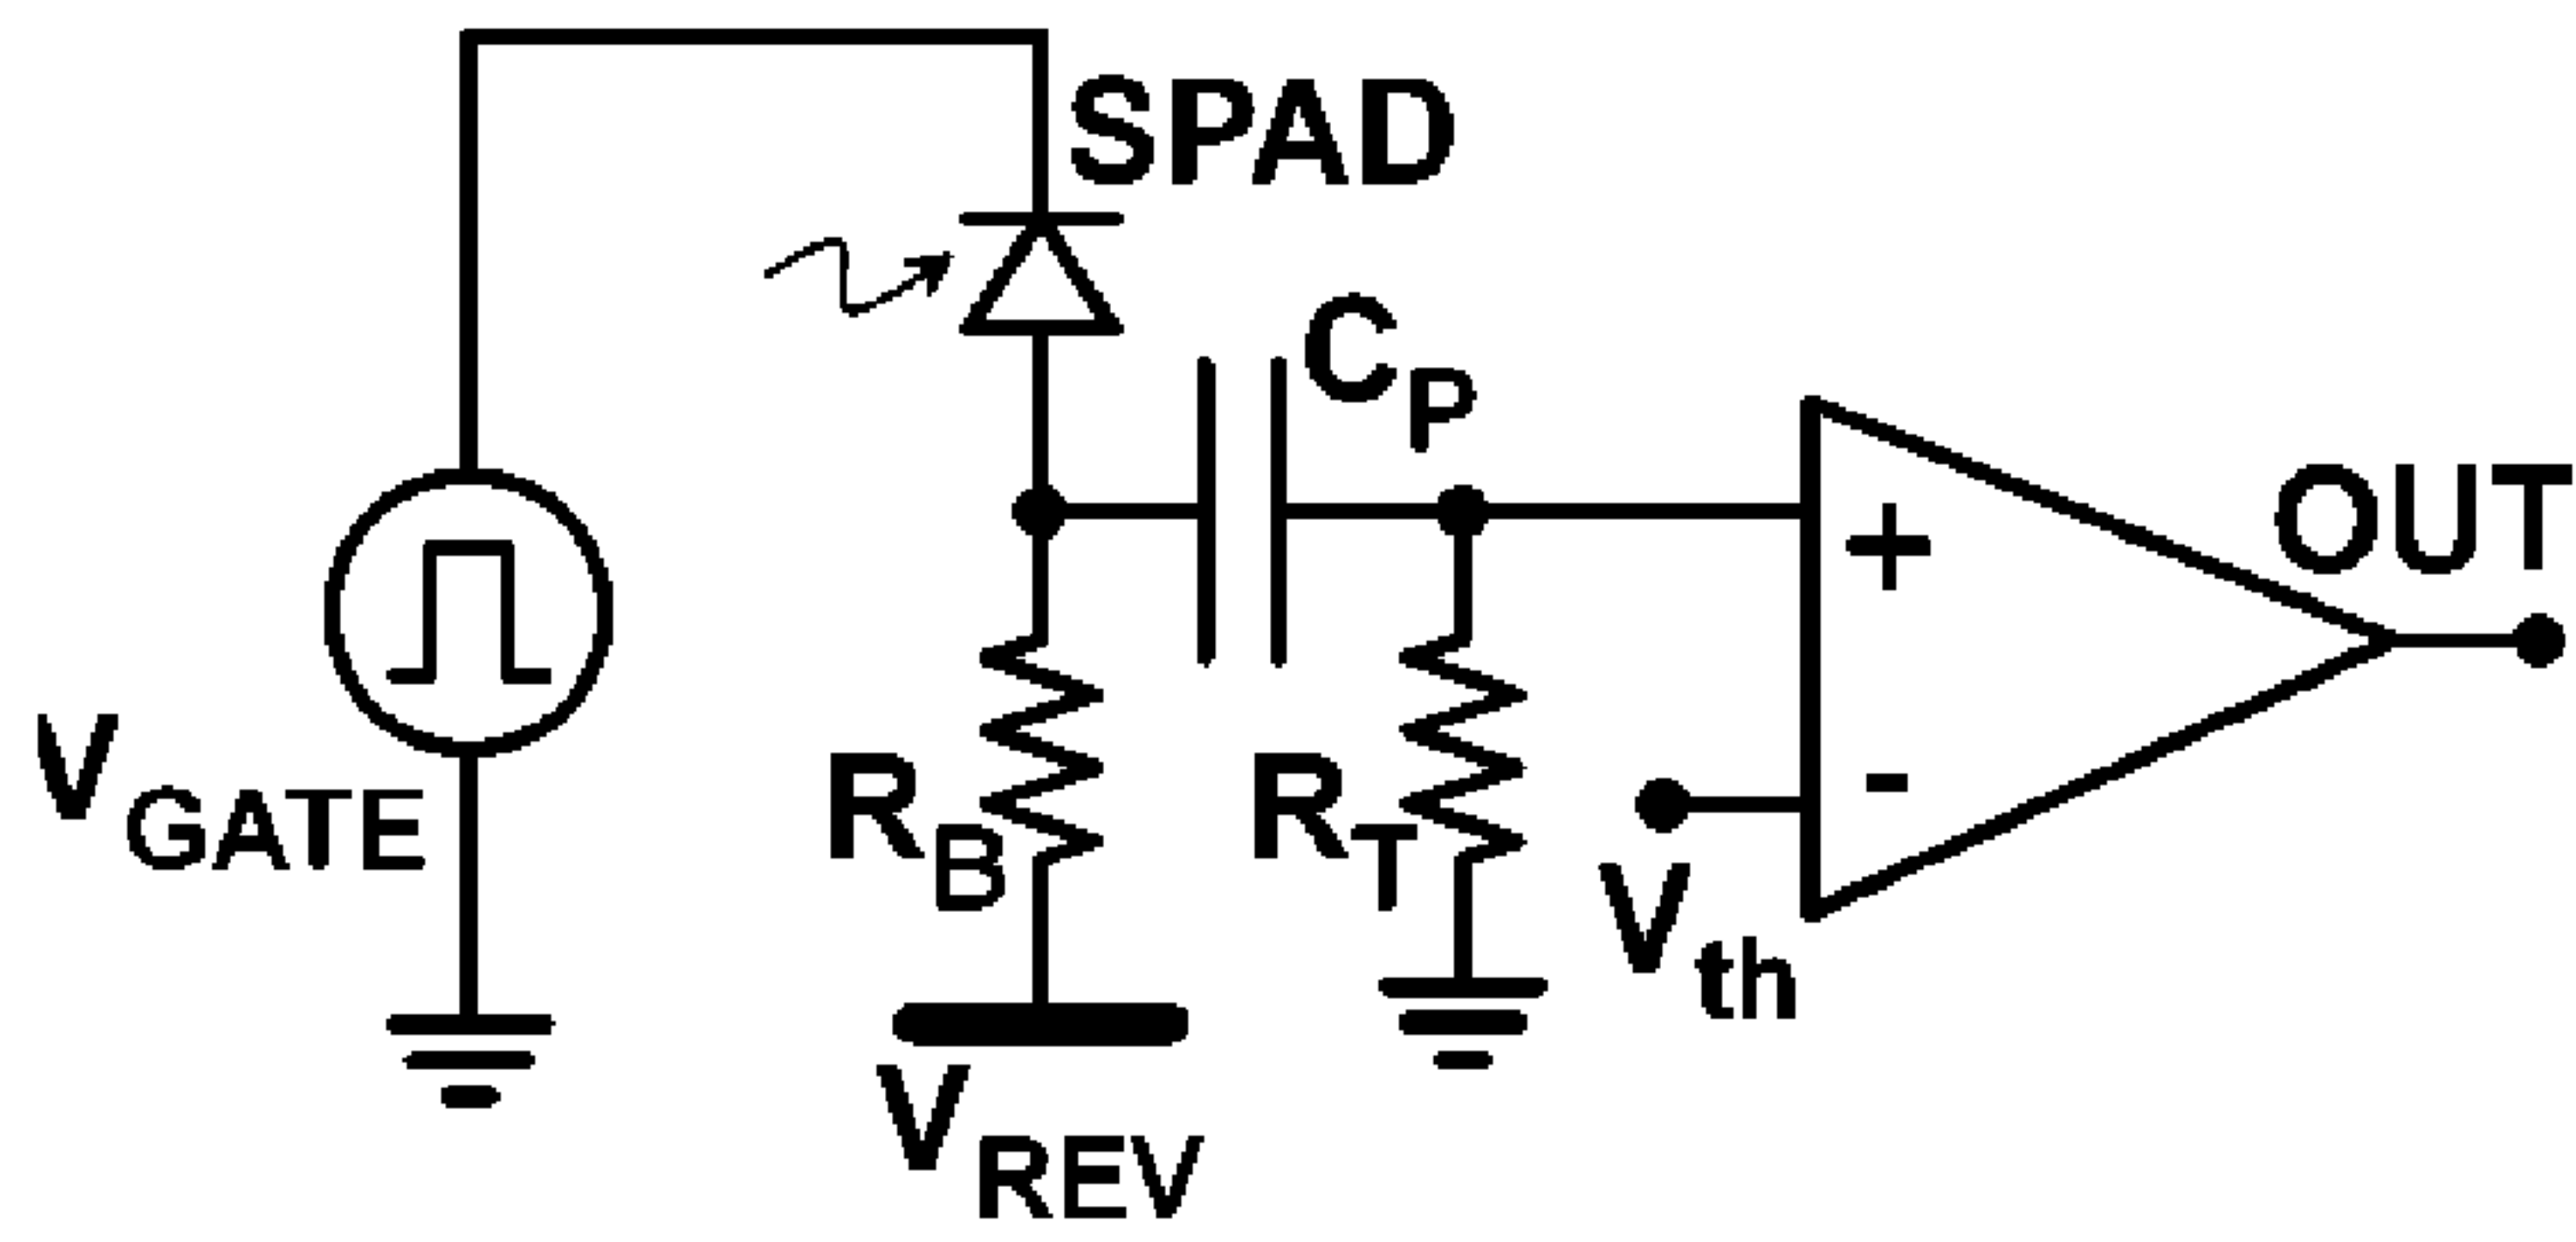 SPAD
CP
OUT
+
VGATE
RB
RT
-
Vth
VREV